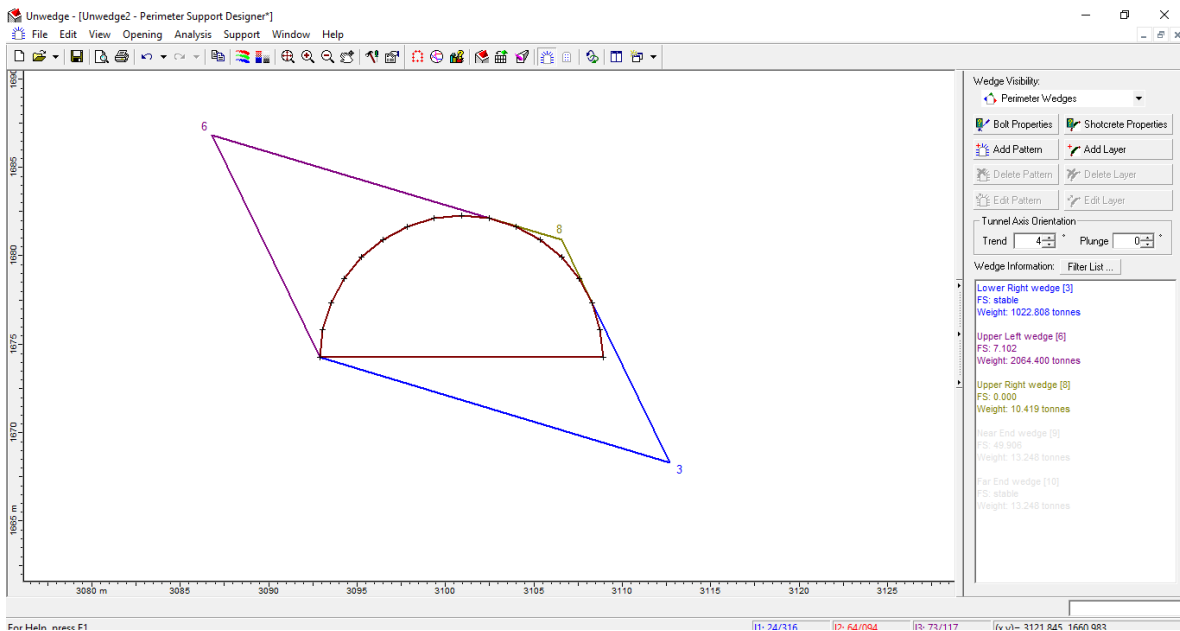 Unwedge - [Unwedge2 - Perimeter Support Designer*]
File Edit View Opening Analysis Support Window Help
Wedge Visibility:
Perimeter Wedges
Bolt Properties Shotcrete Properties
Add Pattern Add Layer
Delete Pattern Delete Layer
Edit Pattern Edit Layer
Tunnel Axis Orientation
Trend 4 ° Plunge 0 °
Wedge Information: Filter List ...
Lower Right wedge [3]
FS: stable
Weight: 1022.808 tonnes
Upper Left wedge [6]
FS: 7.102
Weight: 2064.400 tonnes
Upper Right wedge [8]
FS: 0.000
Weight: 10.419 tonnes
Near End wedge [9]
FS: 49.906
Weight: 13.248 tonnes
Far End wedge [10]
FS: stable
Weight: 13.248 tonnes
6
8
3
1690
1685
1680
1675
1670
1665 m
3080 m 3085 3090 3095 3100 3105 3110 3115 3120 3125
For Help, press F1
J1: 24/316 J2: 64/094 J3: 73/117 (x,y)= 3121.845, 1660.983